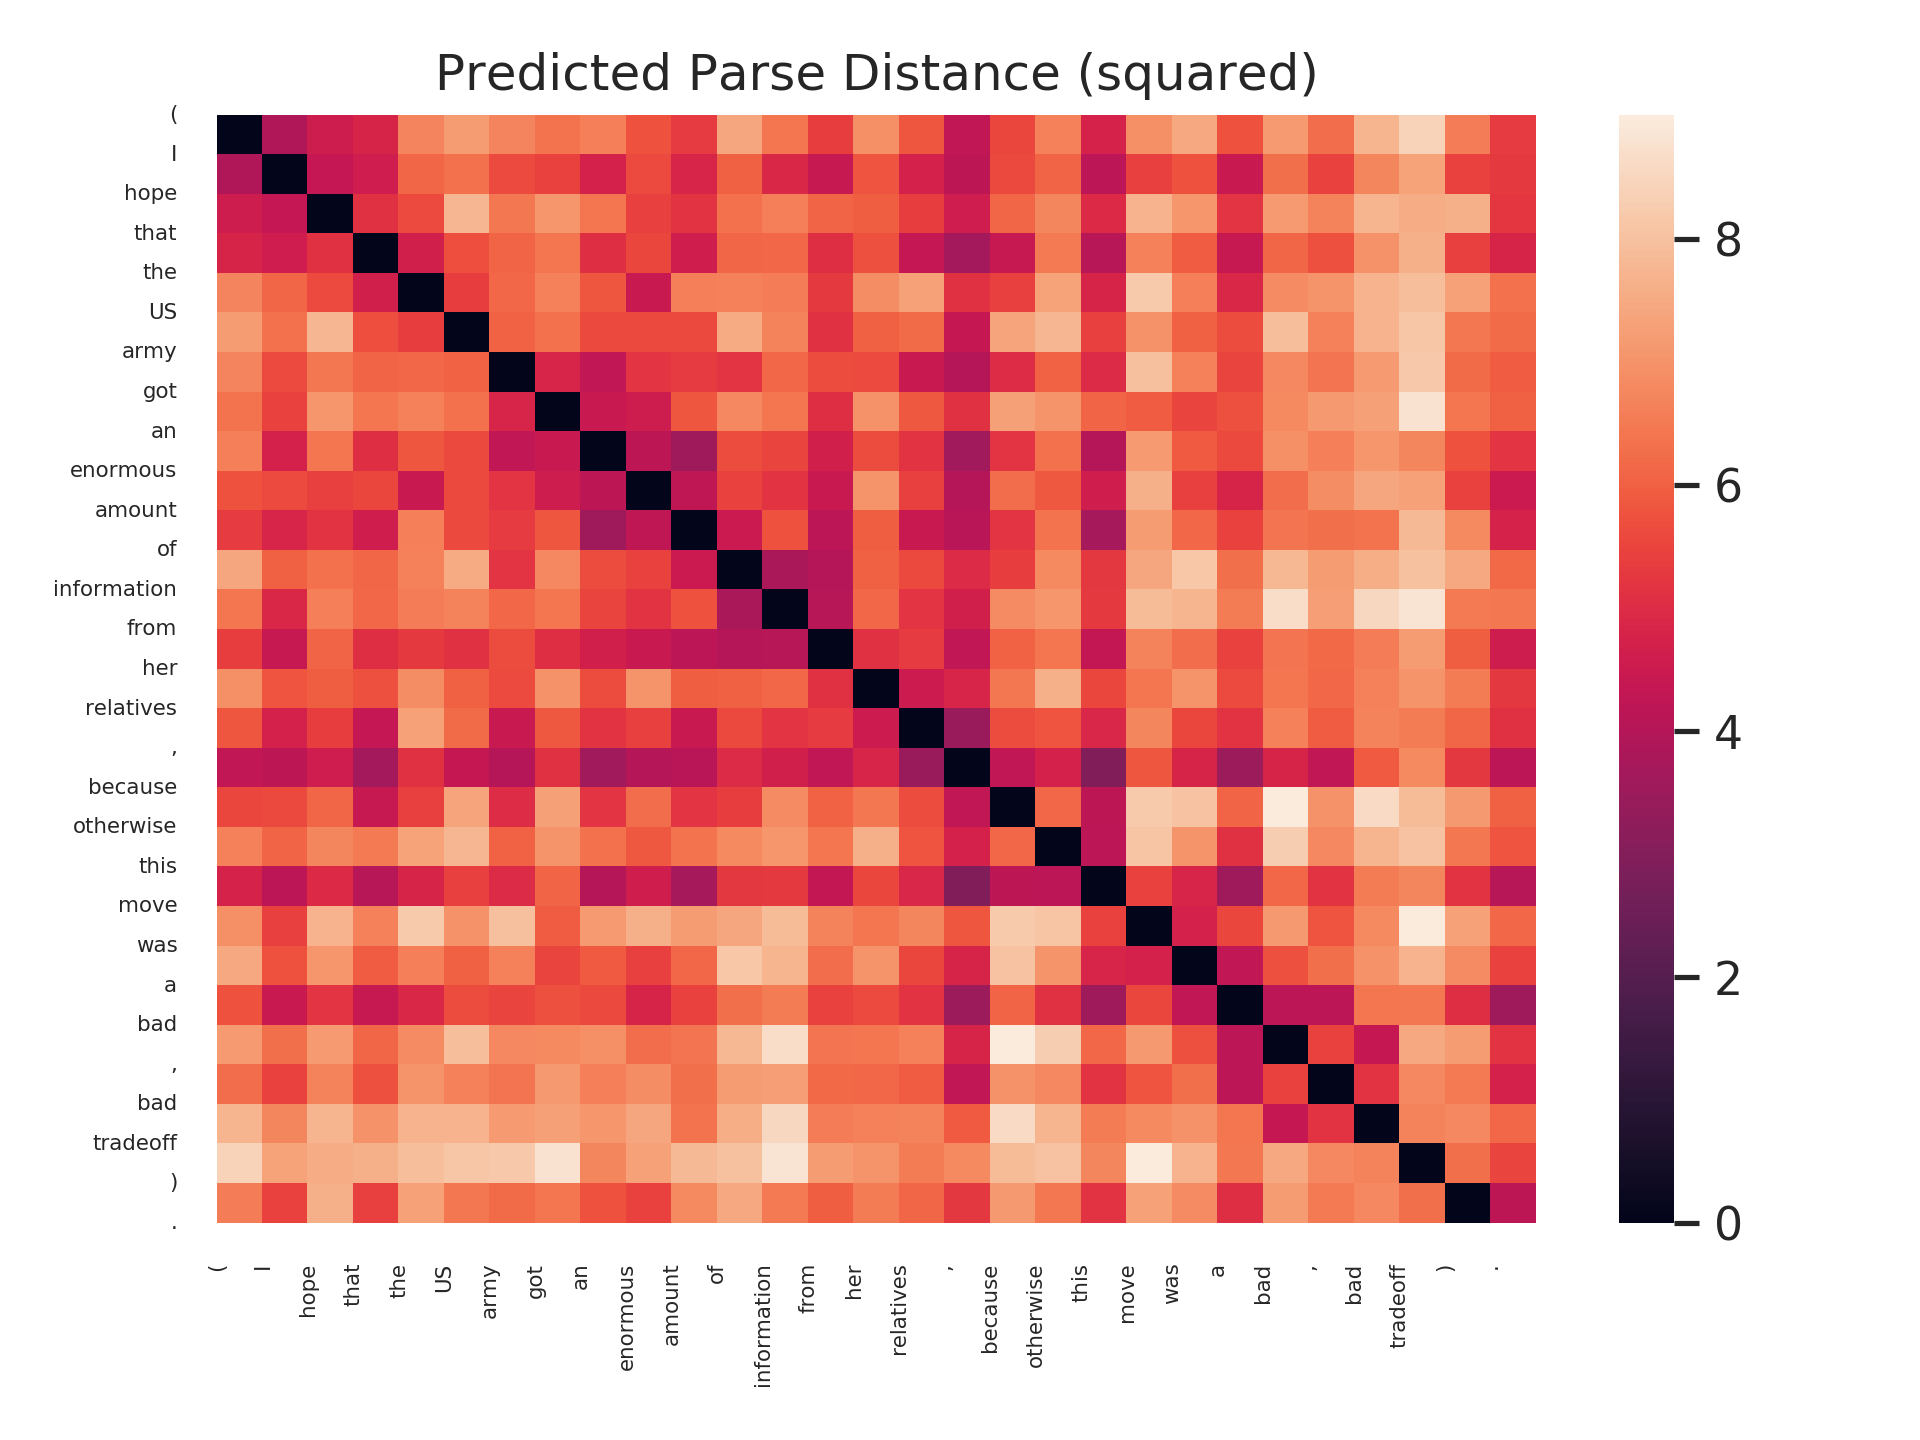 Predicted Parse Distance (squared)
(
I
hope
that
the
US
army
got
an
enormous
amount
of
information
from
her
relatives
,
because
otherwise
this
move
was
a
bad
,
bad
tradeoff
)
.
8
6
4
2
0
( I hope that the US army got an enormous amount of information from her relatives , because otherwise this move was a bad , bad tradeoff ) .